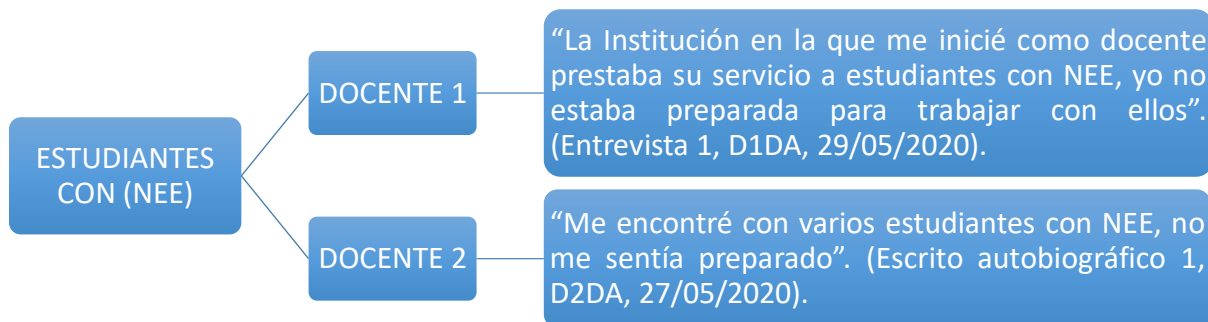 ESTUDIANTES
CON (NEE)
DOCENTE 1
“La Institución en la que me inicié como docente
prestaba su servicio a estudiantes con NEE, yo no
estaba preparada para trabajar con ellos”.
(Entrevista 1, D1DA, 29/05/2020).
DOCENTE 2
“Me encontré con varios estudiantes con NEE, no
me sentía preparado”. (Escrito autobiográfico 1,
D2DA, 27/05/2020).